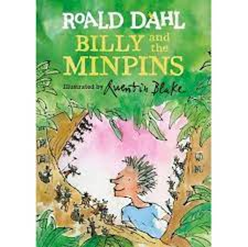 ROALD DAHL
BILLY and the
MINPINS
Illustrated by Quentin Blake